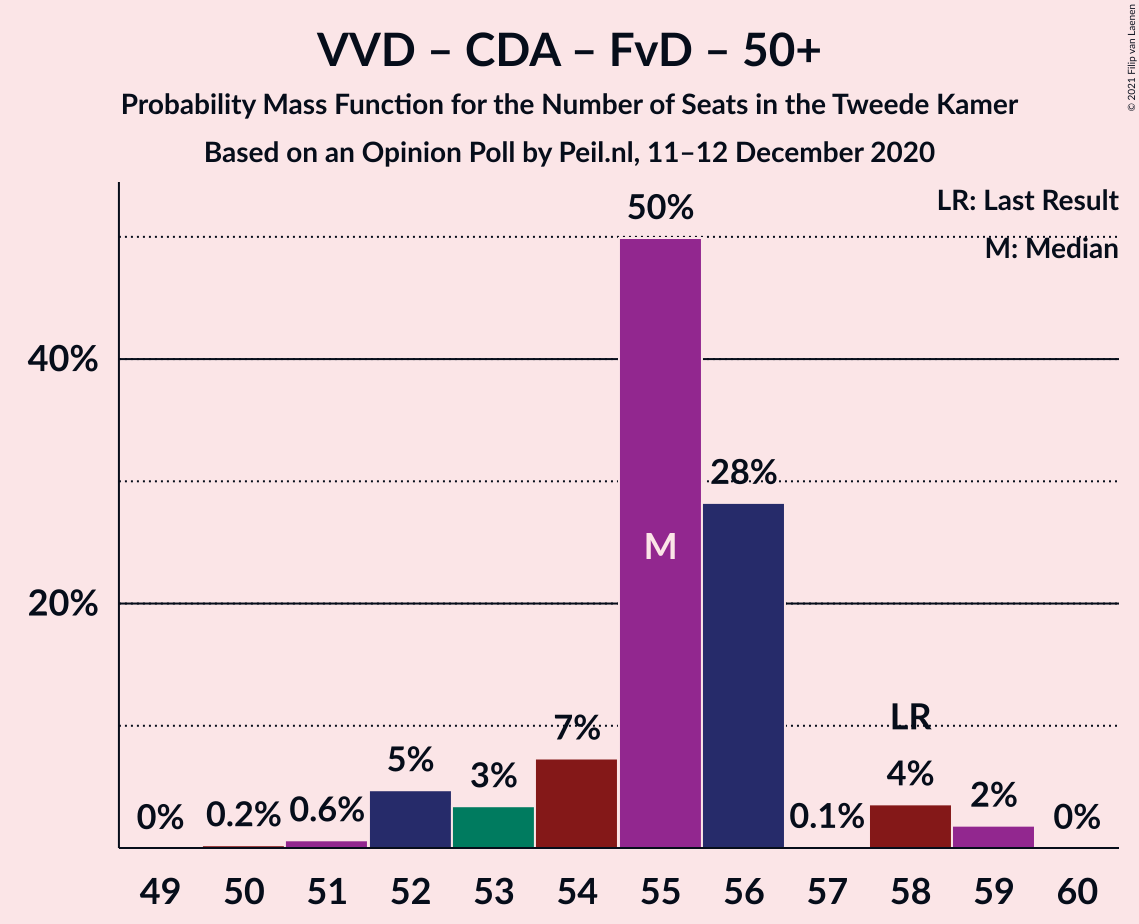 VVD – CDA – FvD – 50+
Probability Mass Function for the Number of Seats in the Tweede Kamer
Based on an Opinion Poll by Peil.nl, 11–12 December 2020
© 2021 Filip van Laenen
LR: Last Result
M: Median
50%
40%
28%
M
20%
LR
7%
5%
3%
4%
2%
0%
0.2%
0.6%
0.1%
0%
49 50 51 52 53 54 55 56 57 58 59 60